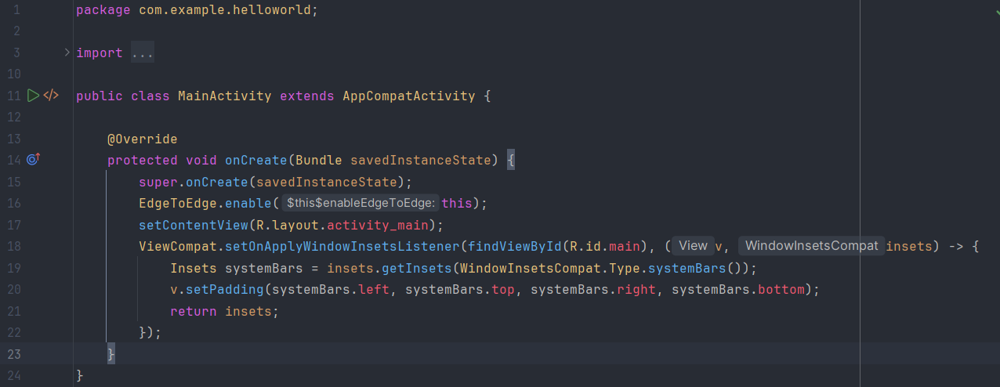 1 package com.example.helloworld;
2
3 import ...
10
11 public class MainActivity extends AppCompatActivity {
12
13 @Override
14 protected void onCreate(Bundle savedInstanceState) {
15 super.onCreate(savedInstanceState);
16 EdgeToEdge.enable( $this$enableEdgeToEdge: this);
17 setContentView(R.layout.activity_main);
18 ViewCompat.setOnApplyWindowInsetsListener(findViewById(R.id.main), ( View v, WindowInsetsCompat insets) -> {
19 Insets systemBars = insets.getInsets(WindowInsetsCompat.Type.systemBars());
20 v.setPadding(systemBars.left, systemBars.top, systemBars.right, systemBars.bottom);
21 return insets;
22 });
23 }
24 }